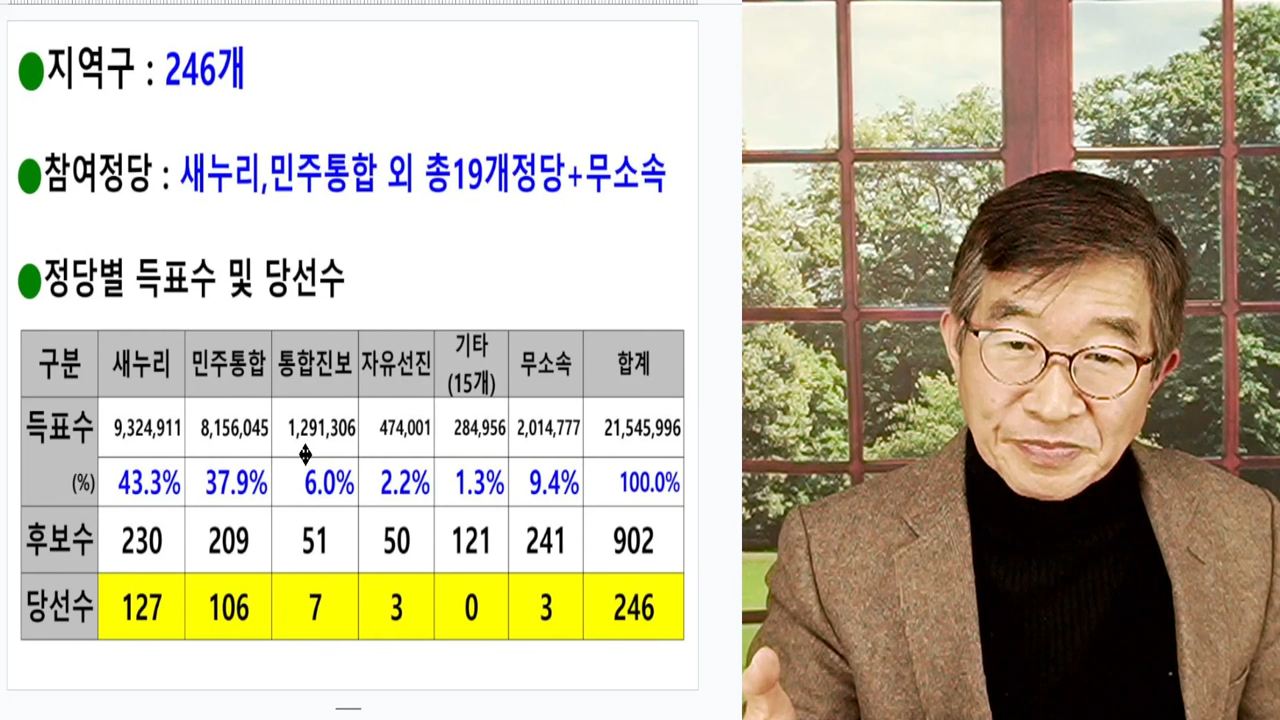 ●지역구 : 246개
●참여정당 : 새누리,민주통합 외 총19개정당+무소속
●정당별 득표수 및 당선수
구분 새누리 민주통합 통합진보 자유선진 기타 (15개) 무소속 합계
득표수 9,324,911 8,156,045 1,291,306 474,001 284,956 2,014,777 21,545,996
(%) 43.3% 37.9% 6.0% 2.2% 1.3% 9.4% 100.0%
후보수 230 209 51 50 121 241 902
당선수 127 106 7 3 0 3 246